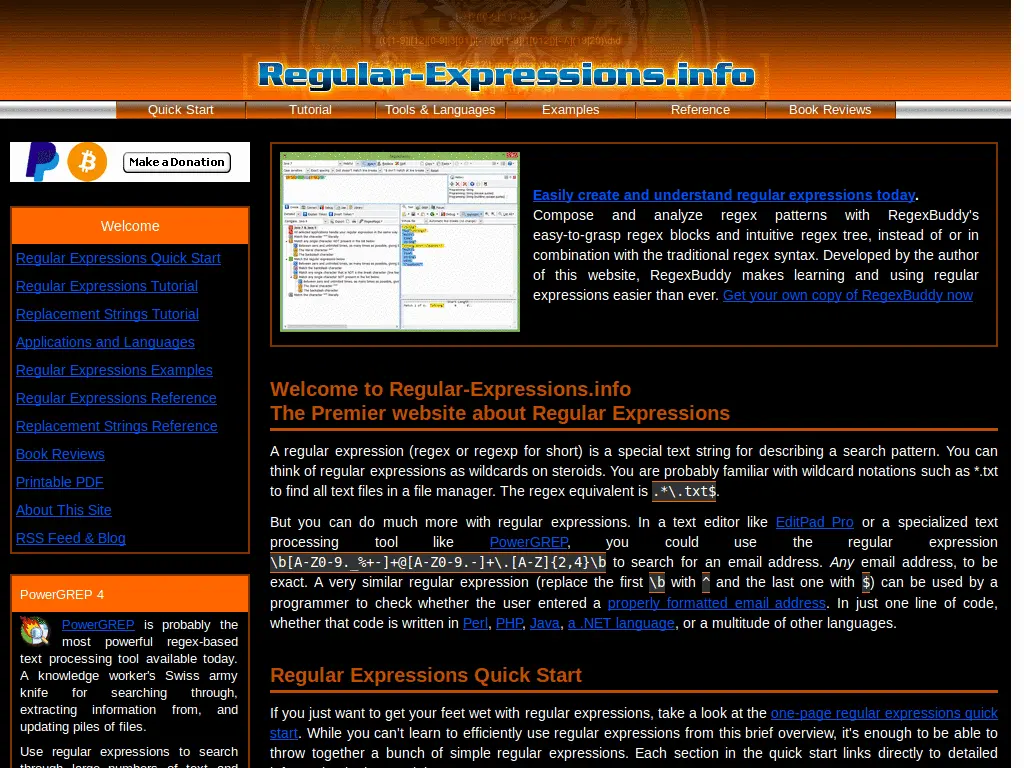 Regular-Expressions.info
Quick Start
Tutorial
Tools & Languages
Examples
Reference
Book Reviews
Make a Donation
Welcome
Regular Expressions Quick Start
Regular Expressions Tutorial
Replacement Strings Tutorial
Applications and Languages
Regular Expressions Examples
Regular Expressions Reference
Replacement Strings Reference
Book Reviews
Printable PDF
About This Site
RSS Feed & Blog
PowerGREP 4
PowerGREP is probably the
most powerful regex-based
text processing tool available today.
A knowledge worker's Swiss army
knife for searching through,
extracting information from, and
updating piles of files.
Use regular expressions to search
through large numbers of text and
Easily create and understand regular expressions today.
Compose and analyze regex patterns with RegexBuddy's
easy-to-grasp regex blocks and intuitive regex tree, instead of or in
combination with the traditional regex syntax. Developed by the author
of this website, RegexBuddy makes learning and using regular
expressions easier than ever. Get your own copy of RegexBuddy now
Welcome to Regular-Expressions.info
The Premier website about Regular Expressions
A regular expression (regex or regexp for short) is a special text string for describing a search pattern. You can
think of regular expressions as wildcards on steroids. You are probably familiar with wildcard notations such as *.txt
to find all text files in a file manager. The regex equivalent is .*\.txt$.
But you can do much more with regular expressions. In a text editor like EditPad Pro or a specialized text
processing tool like PowerGREP, you could use the regular expression
\b[A-Z0-9._%+-]+@[A-Z0-9.-]+\.[A-Z]{2,4}\b to search for an email address. Any email address, to be
exact. A very similar regular expression (replace the first \b with ^ and the last one with $) can be used by a
programmer to check whether the user entered a properly formatted email address. In just one line of code,
whether that code is written in Perl, PHP, Java, a .NET language, or a multitude of other languages.
Regular Expressions Quick Start
If you just want to get your feet wet with regular expressions, take a look at the one-page regular expressions quick
start. While you can't learn to efficiently use regular expressions from this brief overview, it's enough to be able to
throw together a bunch of simple regular expressions. Each section in the quick start links directly to detailed